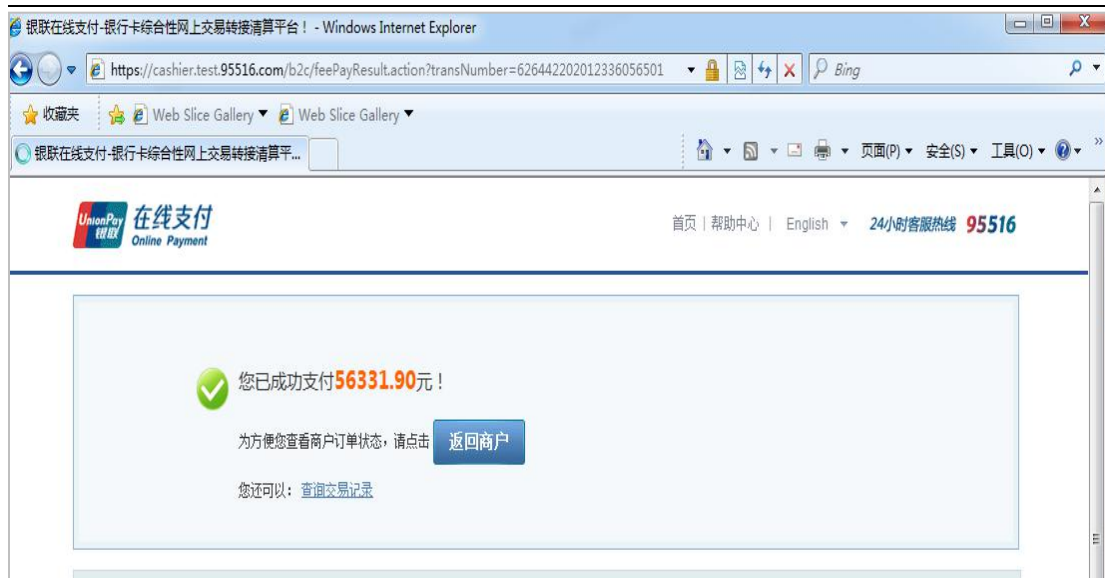 银联在线支付-银行卡综合性网上交易转接清算平台！ - Windows Internet Explorer
https://cashier.test.95516.com/b2c/feePayResult.action?transNumber=626442202012336056501
Bing
收藏夹 Web Slice Gallery Web Slice Gallery
银联在线支付-银行卡综合性网上交易转接清算平... 页面(P) 安全(S) 工具(O)
UnionPay 银联 在线支付 Online Payment
首页 | 帮助中心 | English 24小时客服热线 95516
您已成功支付56331.90元！
为方便您查看商户订单状态，请点击 返回商户
您还可以： 查询交易记录